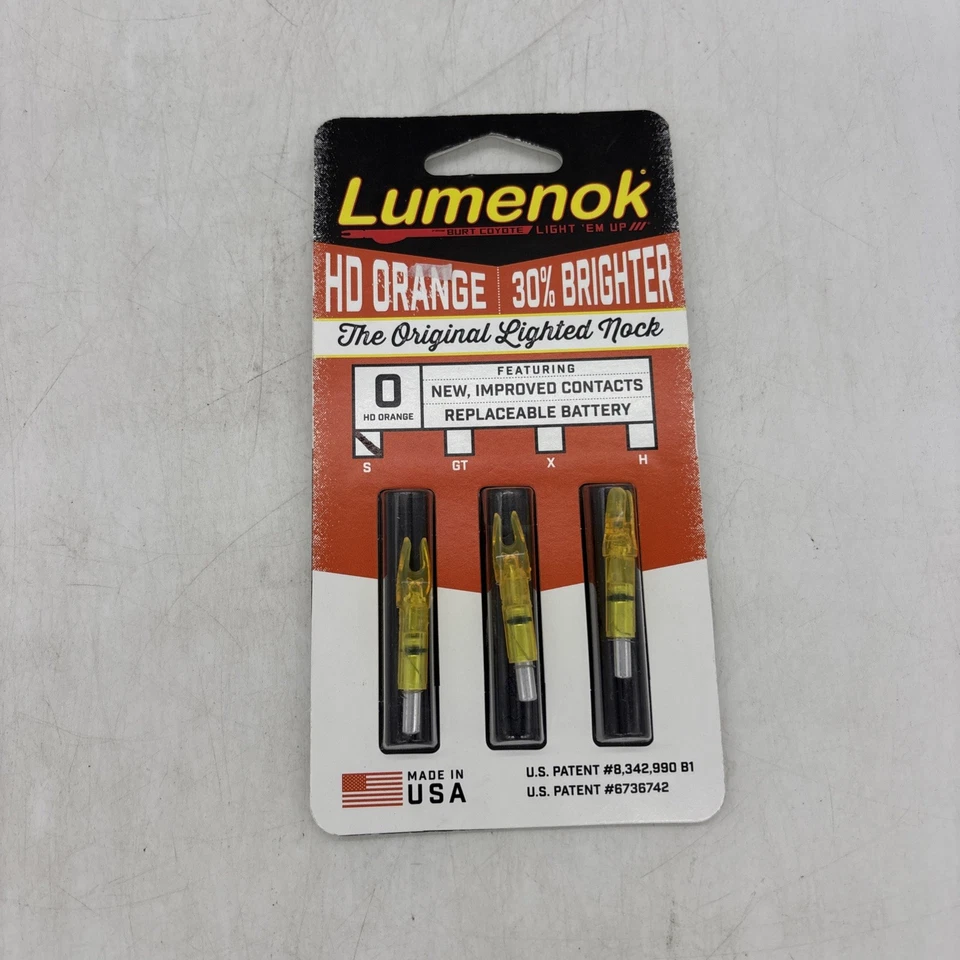 Lumenok
BURT COYOTE LIGHT 'EM UP ///
HD ORANGE 30% BRIGHTER
The Original Lighted Nock
0
HD ORANGE
FEATURING
NEW, IMPROVED CONTACTS
REPLACEABLE BATTERY
S GT X H
MADE IN
USA
U.S. PATENT #8,342,990 B1
U.S. PATENT #6736742